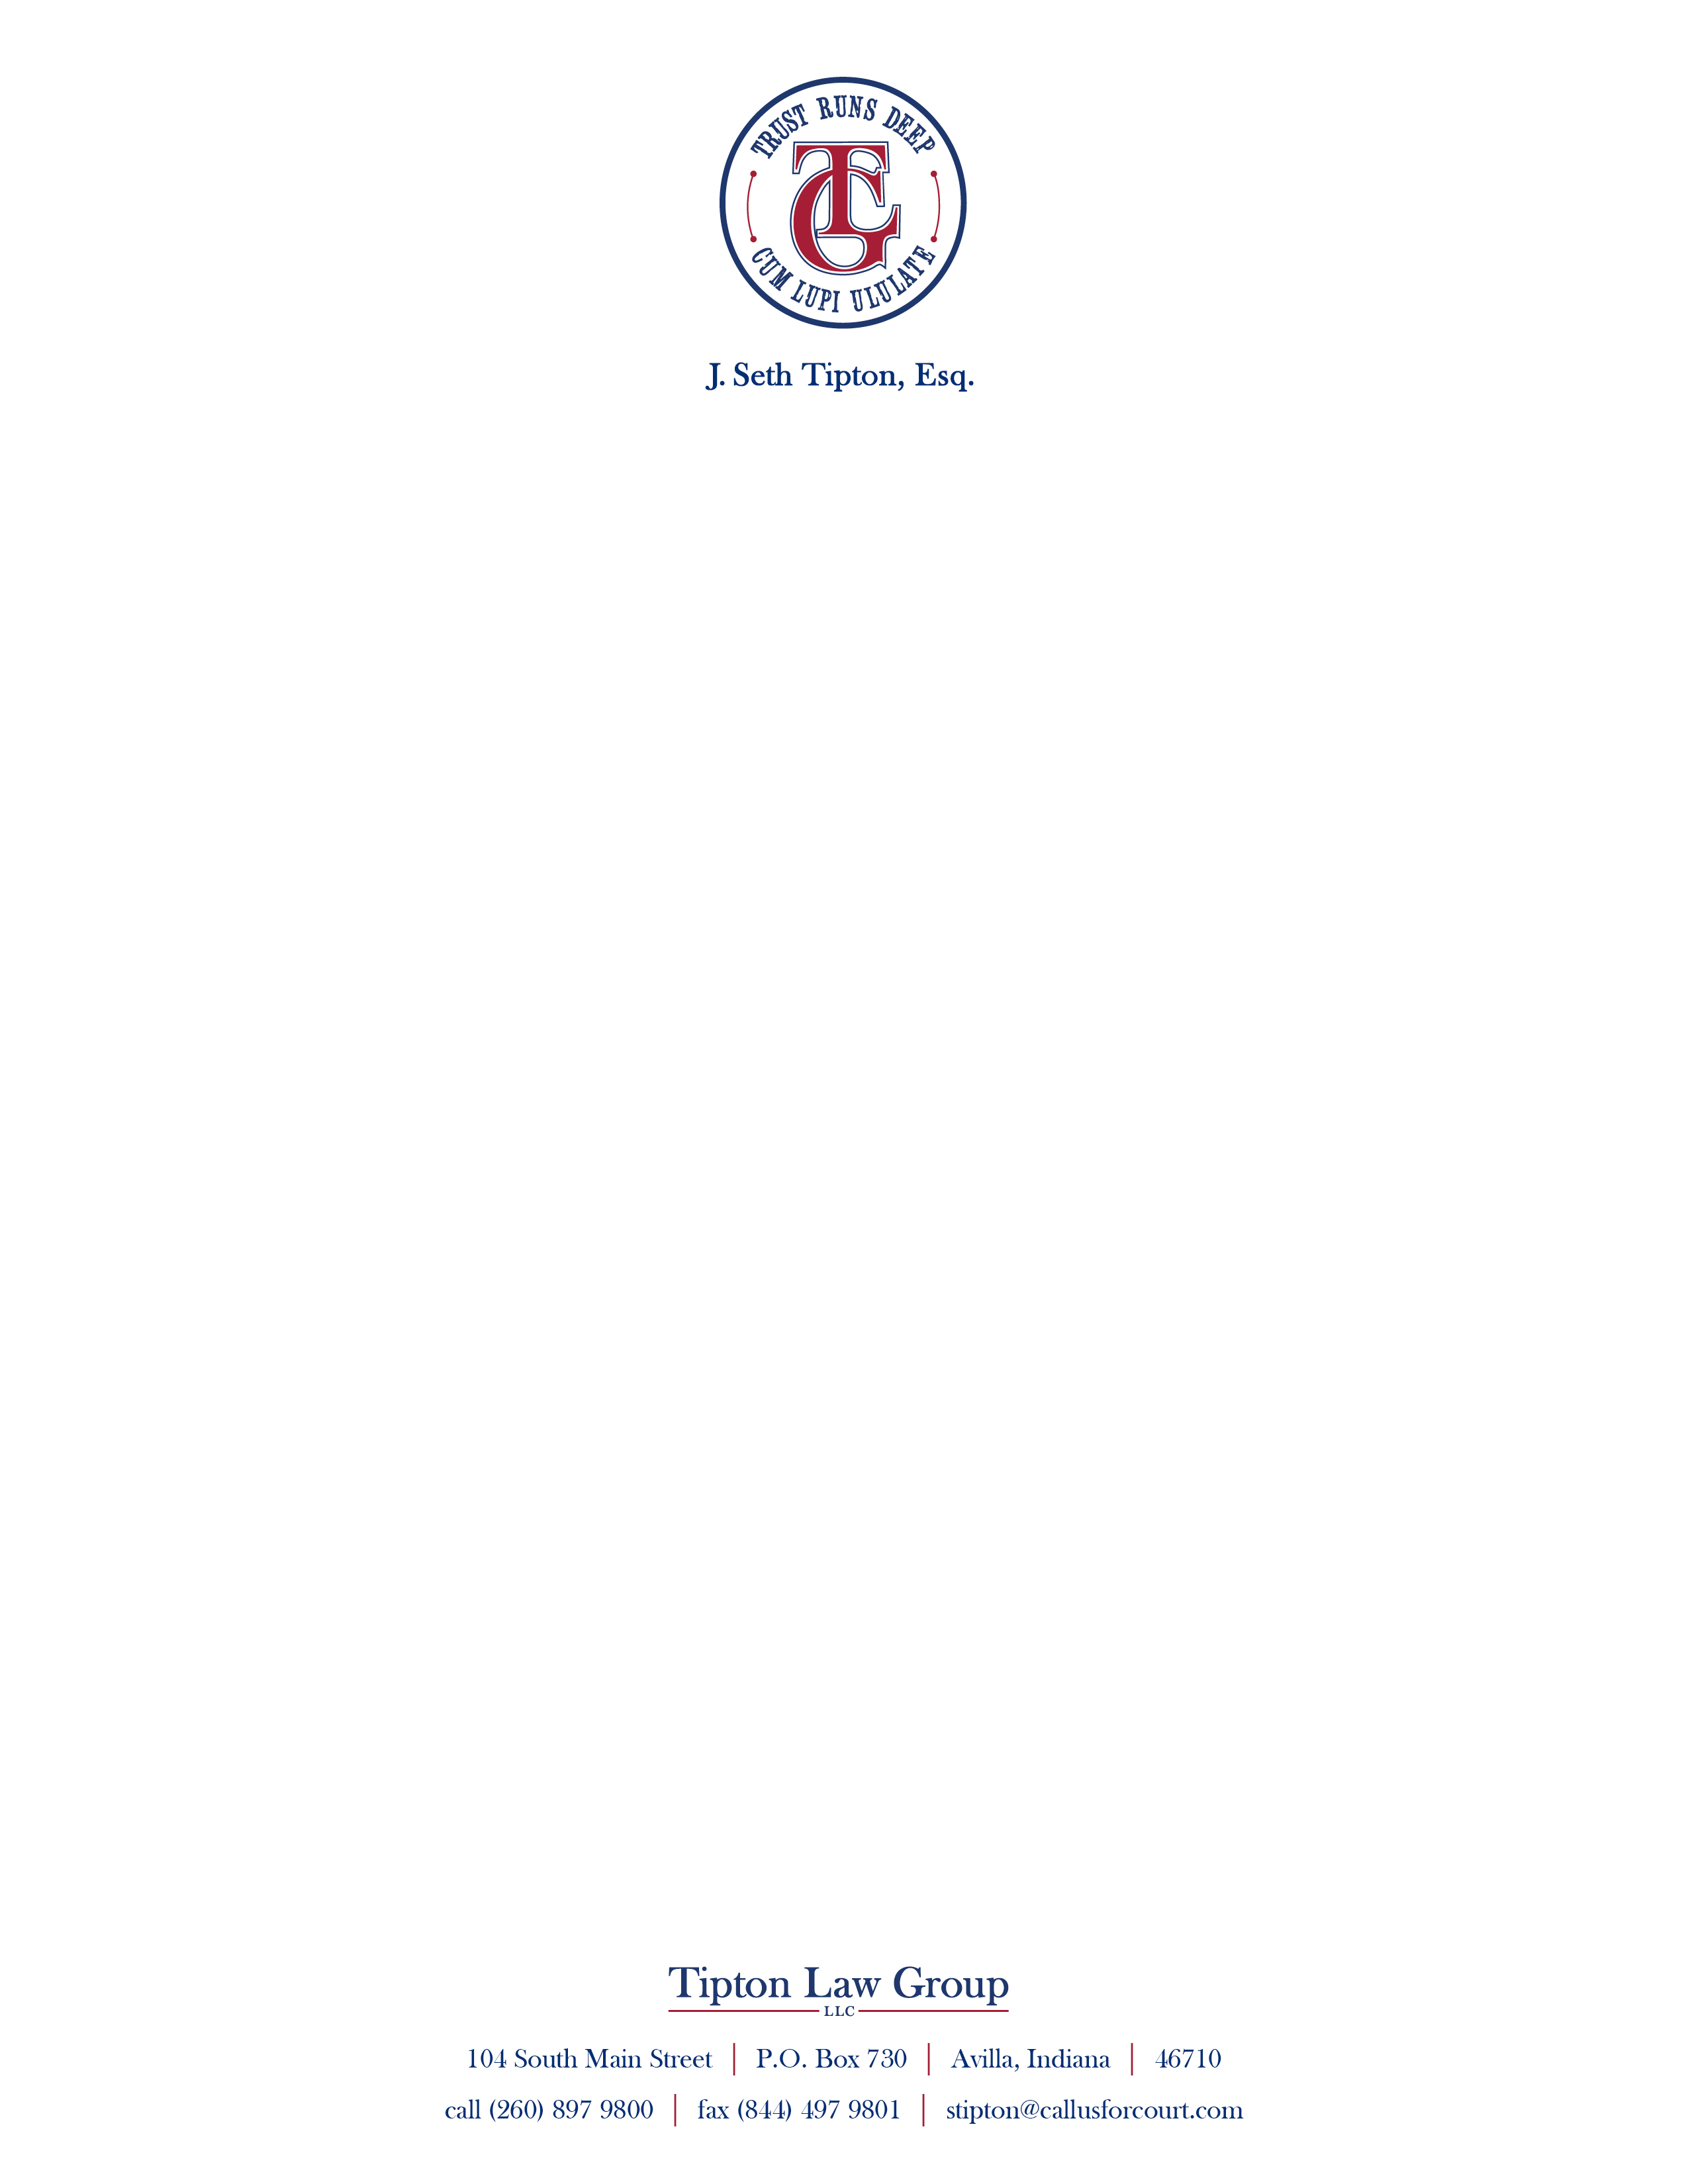 TRUST RUNS DEEP
TLG
CUM LUPI ULULATE
J. Seth Tipton, Esq.
Tipton Law Group
LLC
104 South Main Street | P.O. Box 730 | Avilla, Indiana | 46710
call (260) 897 9800 | fax (844) 497 9801 | stipton@callusforcourt.com